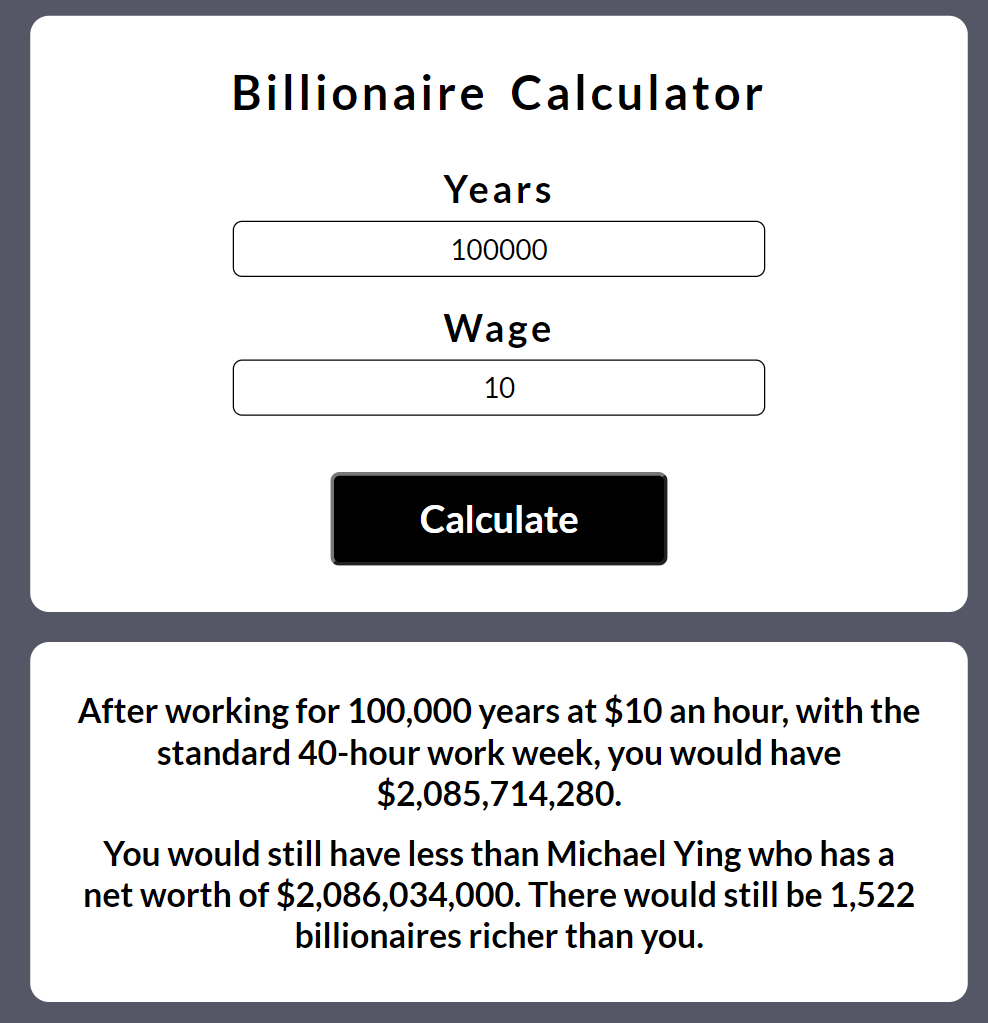 Billionaire Calculator
Years
100000
Wage
10
Calculate
After working for 100,000 years at $10 an hour, with the
standard 40-hour work week, you would have
$2,085,714,280.
You would still have less than Michael Ying who has a
net worth of $2,086,034,000. There would still be 1,522
billionaires richer than you.